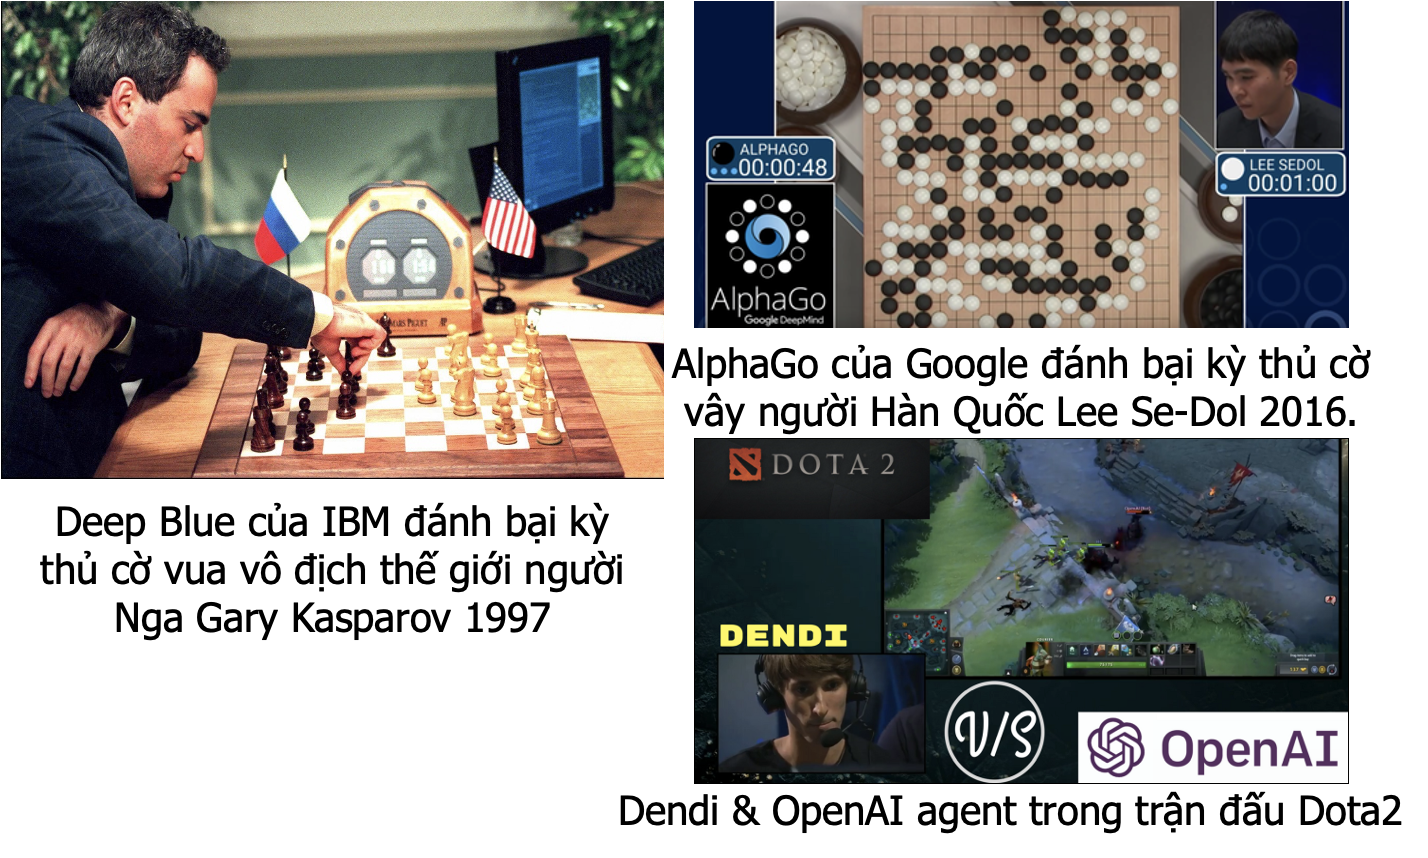 MARS PIGUET
AP
Deep Blue của IBM đánh bại kỳ
thủ cờ vua vô địch thế giới người
Nga Gary Kasparov 1997
ALPHAGO
00:00:48
AlphaGo
Google DeepMind
LEE SEDOL
00:01:00
AlphaGo của Google đánh bại kỳ thủ cờ
vây người Hàn Quốc Lee Se-Dol 2016.
DOTA 2
DENDI
V/S
OpenAI
Dendi & OpenAI agent trong trận đấu Dota2